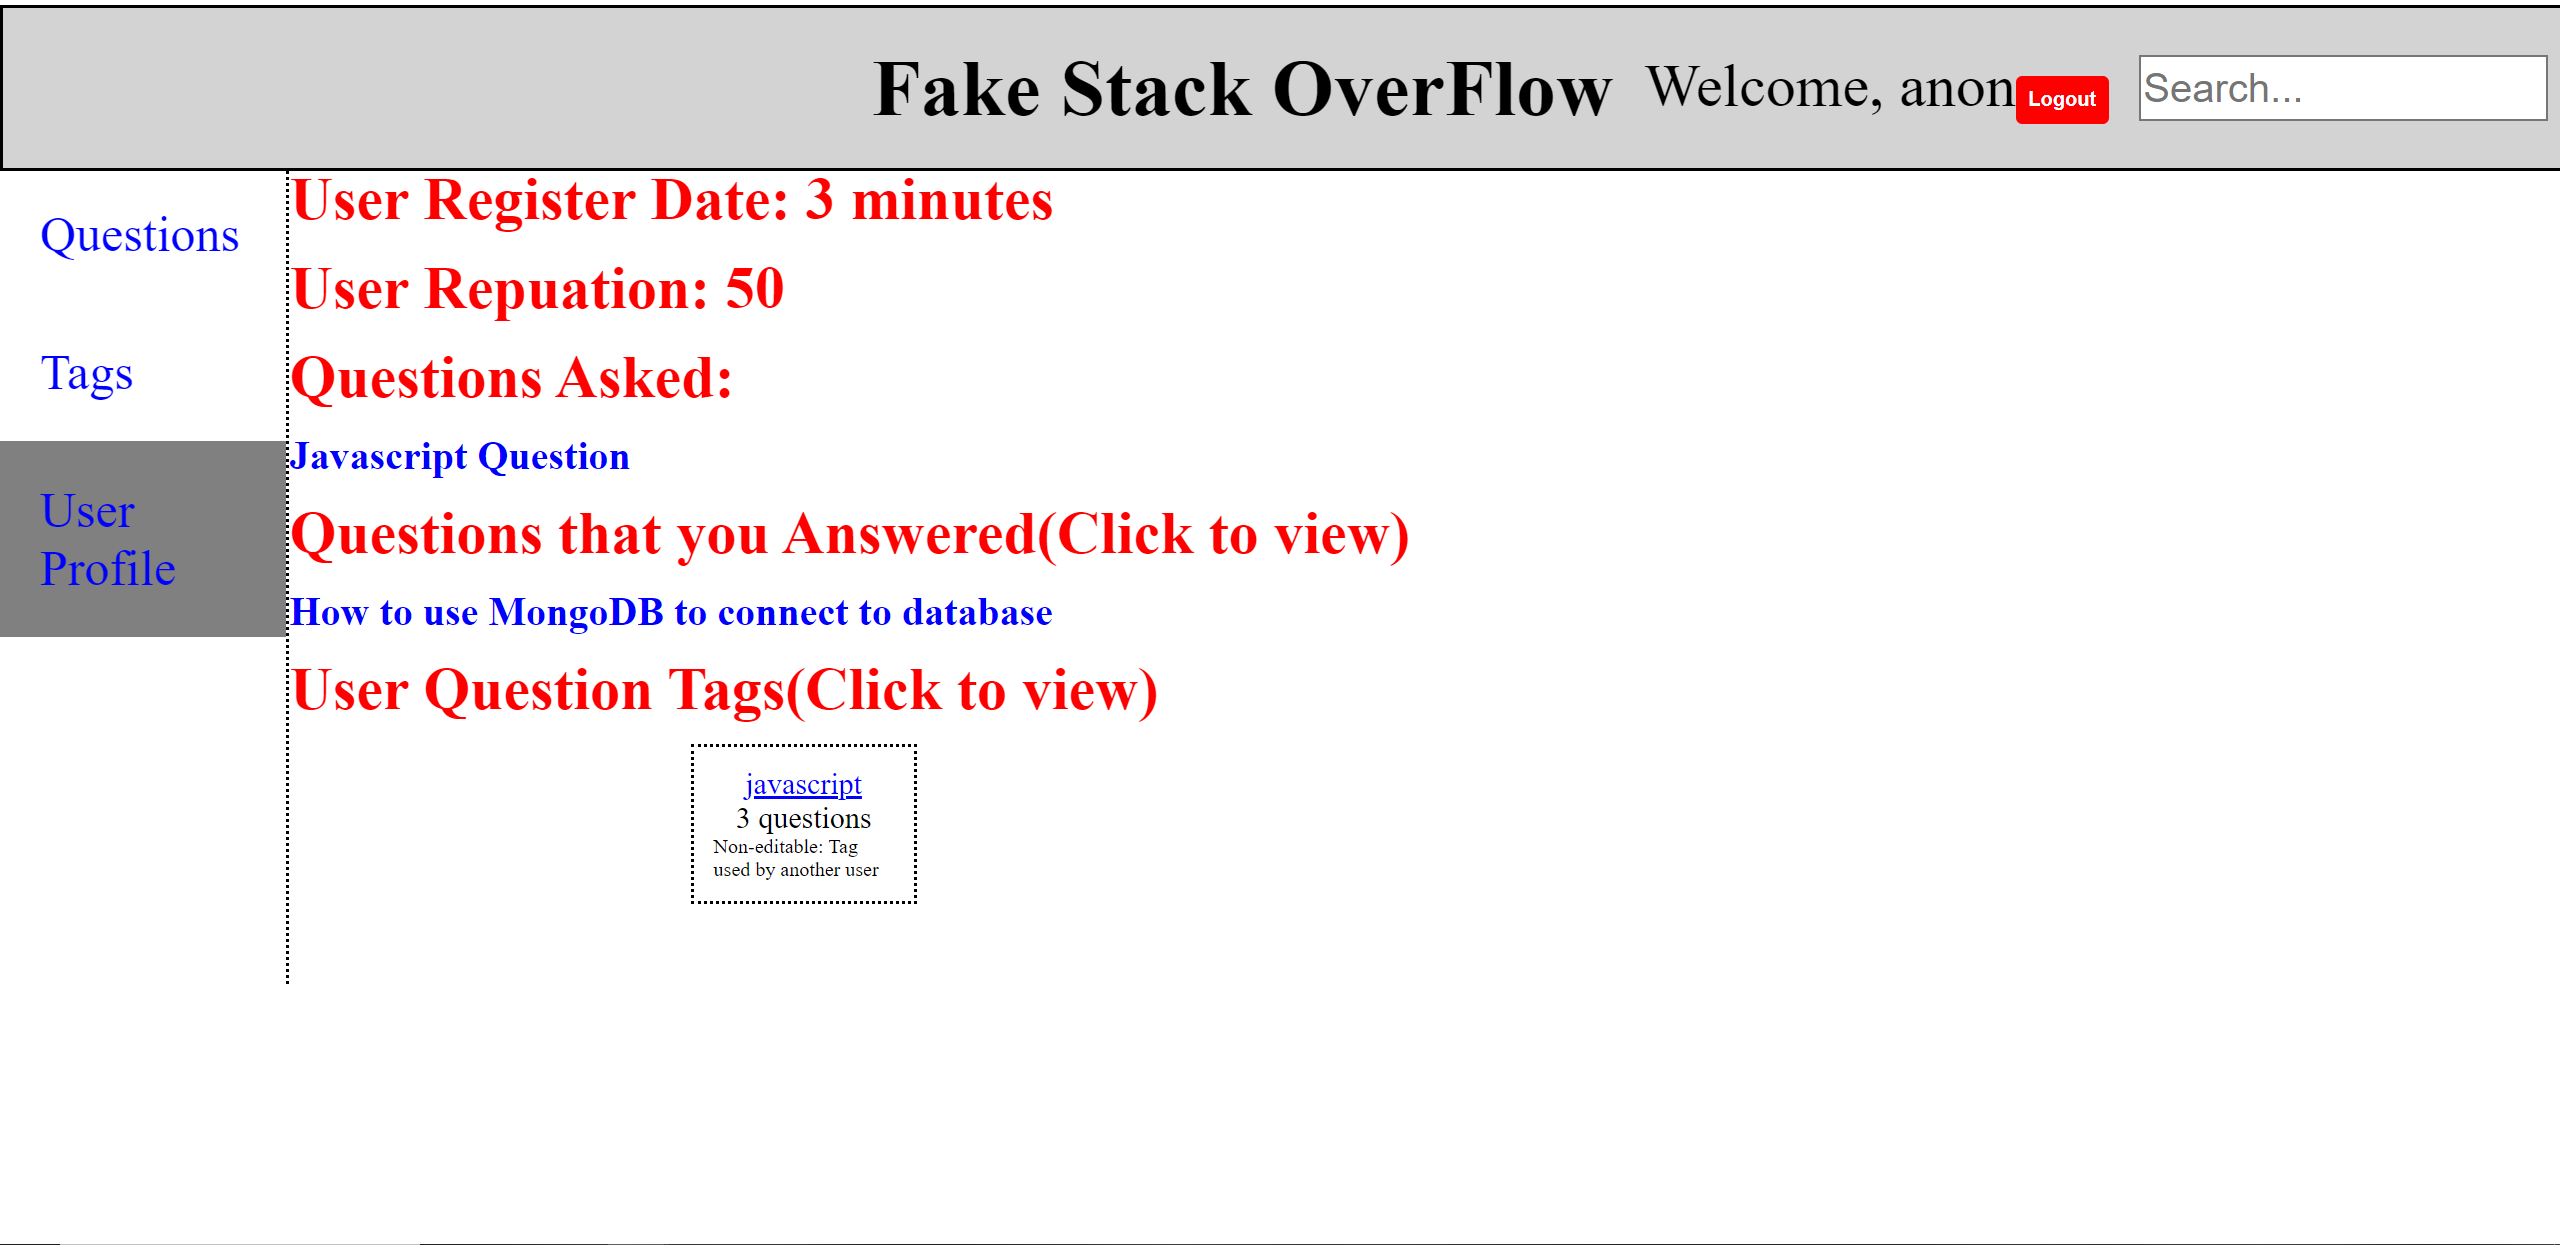 Fake Stack OverFlow
Welcome, anon
Logout
Search...
Questions
Tags
User
Profile
User Register Date: 3 minutes
User Repuation: 50
Questions Asked:
Javascript Question
Questions that you Answered(Click to view)
How to use MongoDB to connect to database
User Question Tags(Click to view)
javascript
3 questions
Non-editable: Tag
used by another user